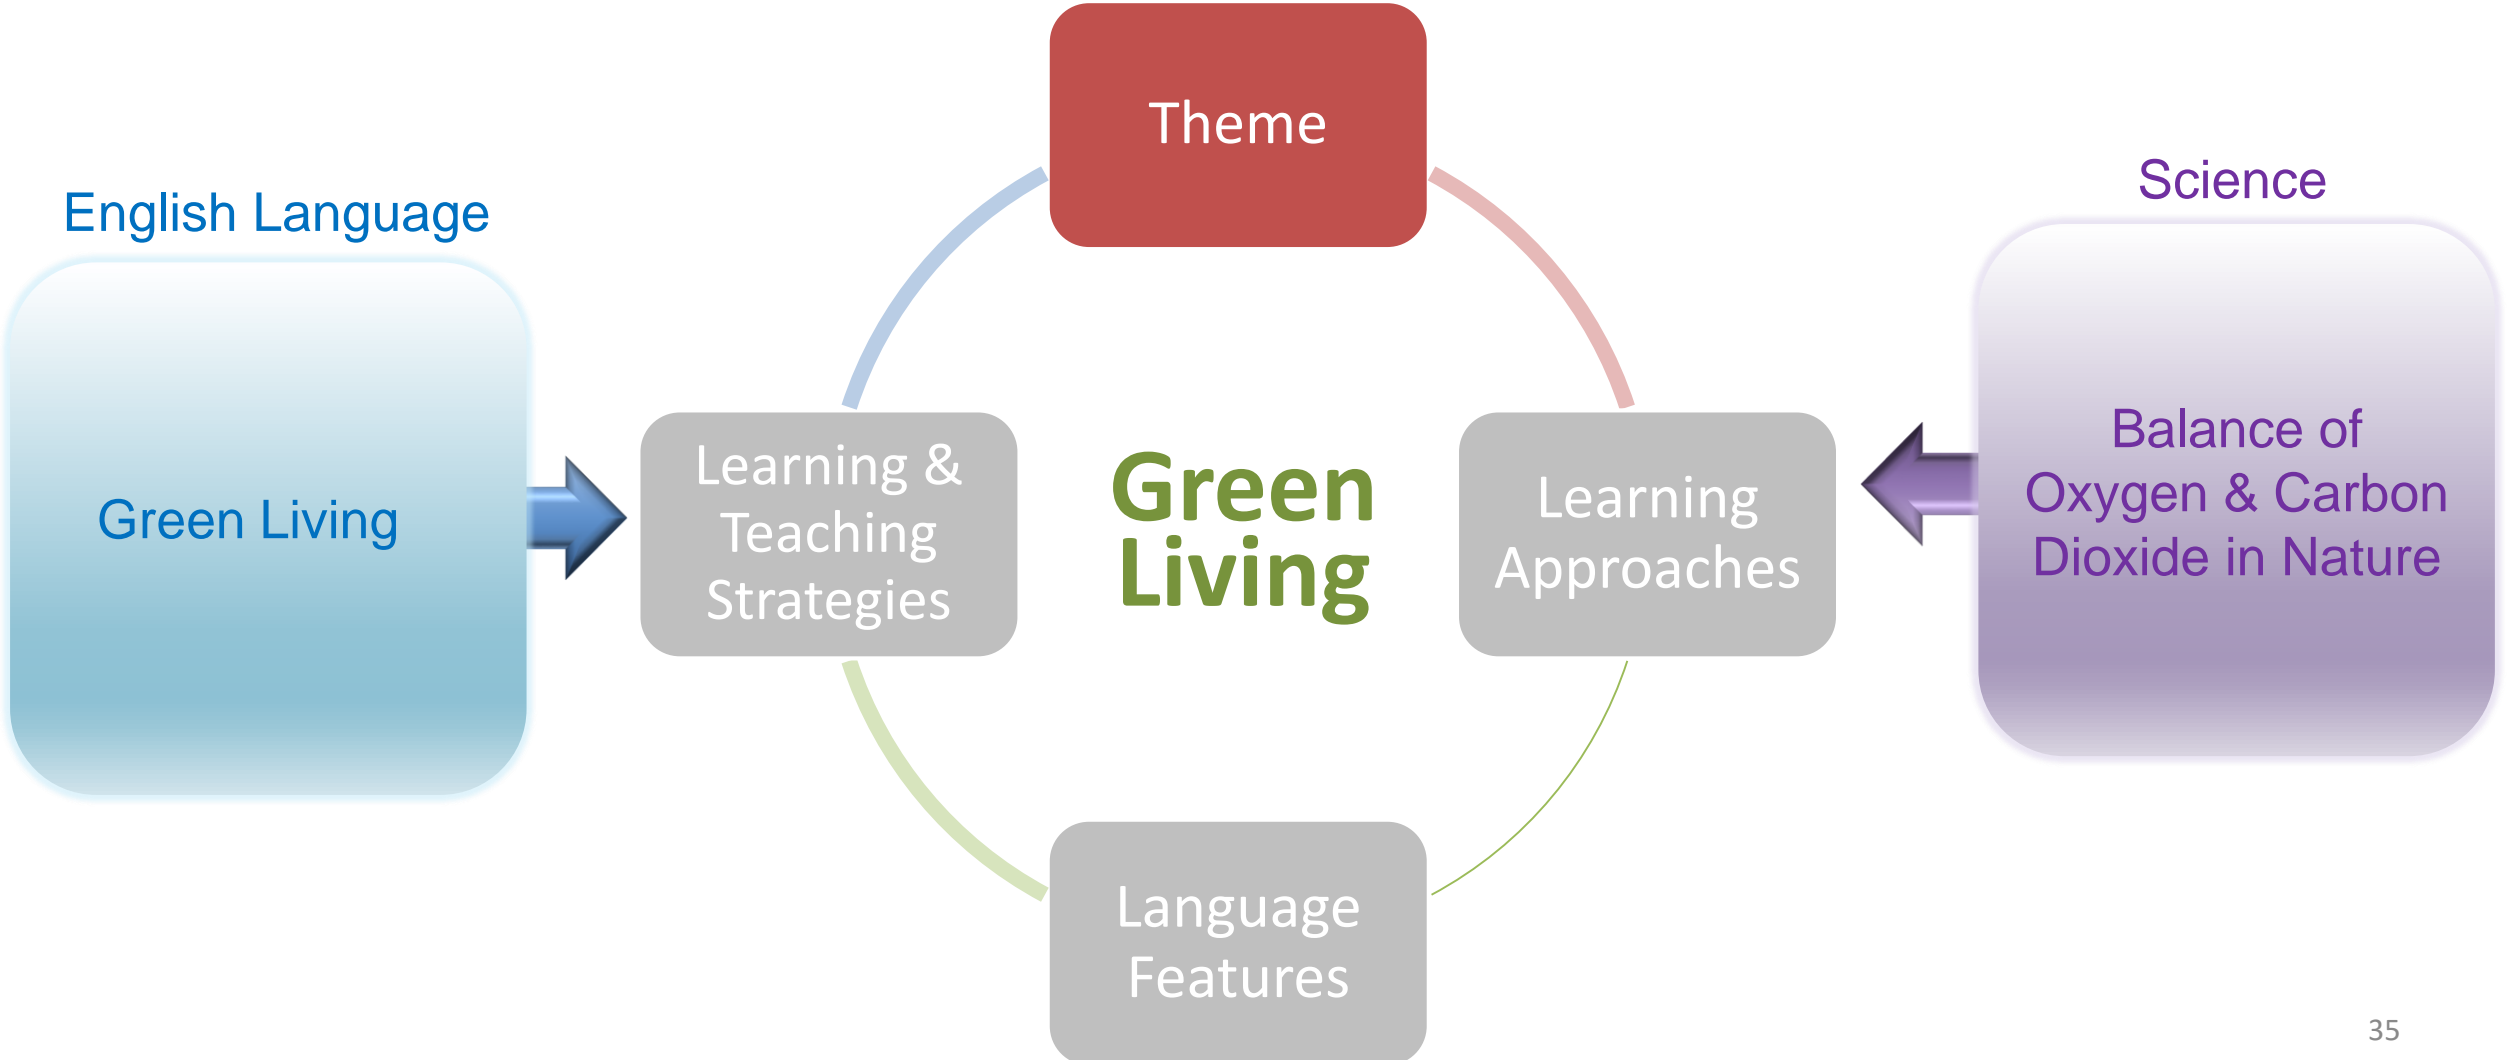 Theme
English Language
Science
Green Living
Learning &
Teaching
Strategies
Green
Living
Learning
Approaches
Balance of
Oxygen & Carbon
Dioxide in Nature
Language
Features
35